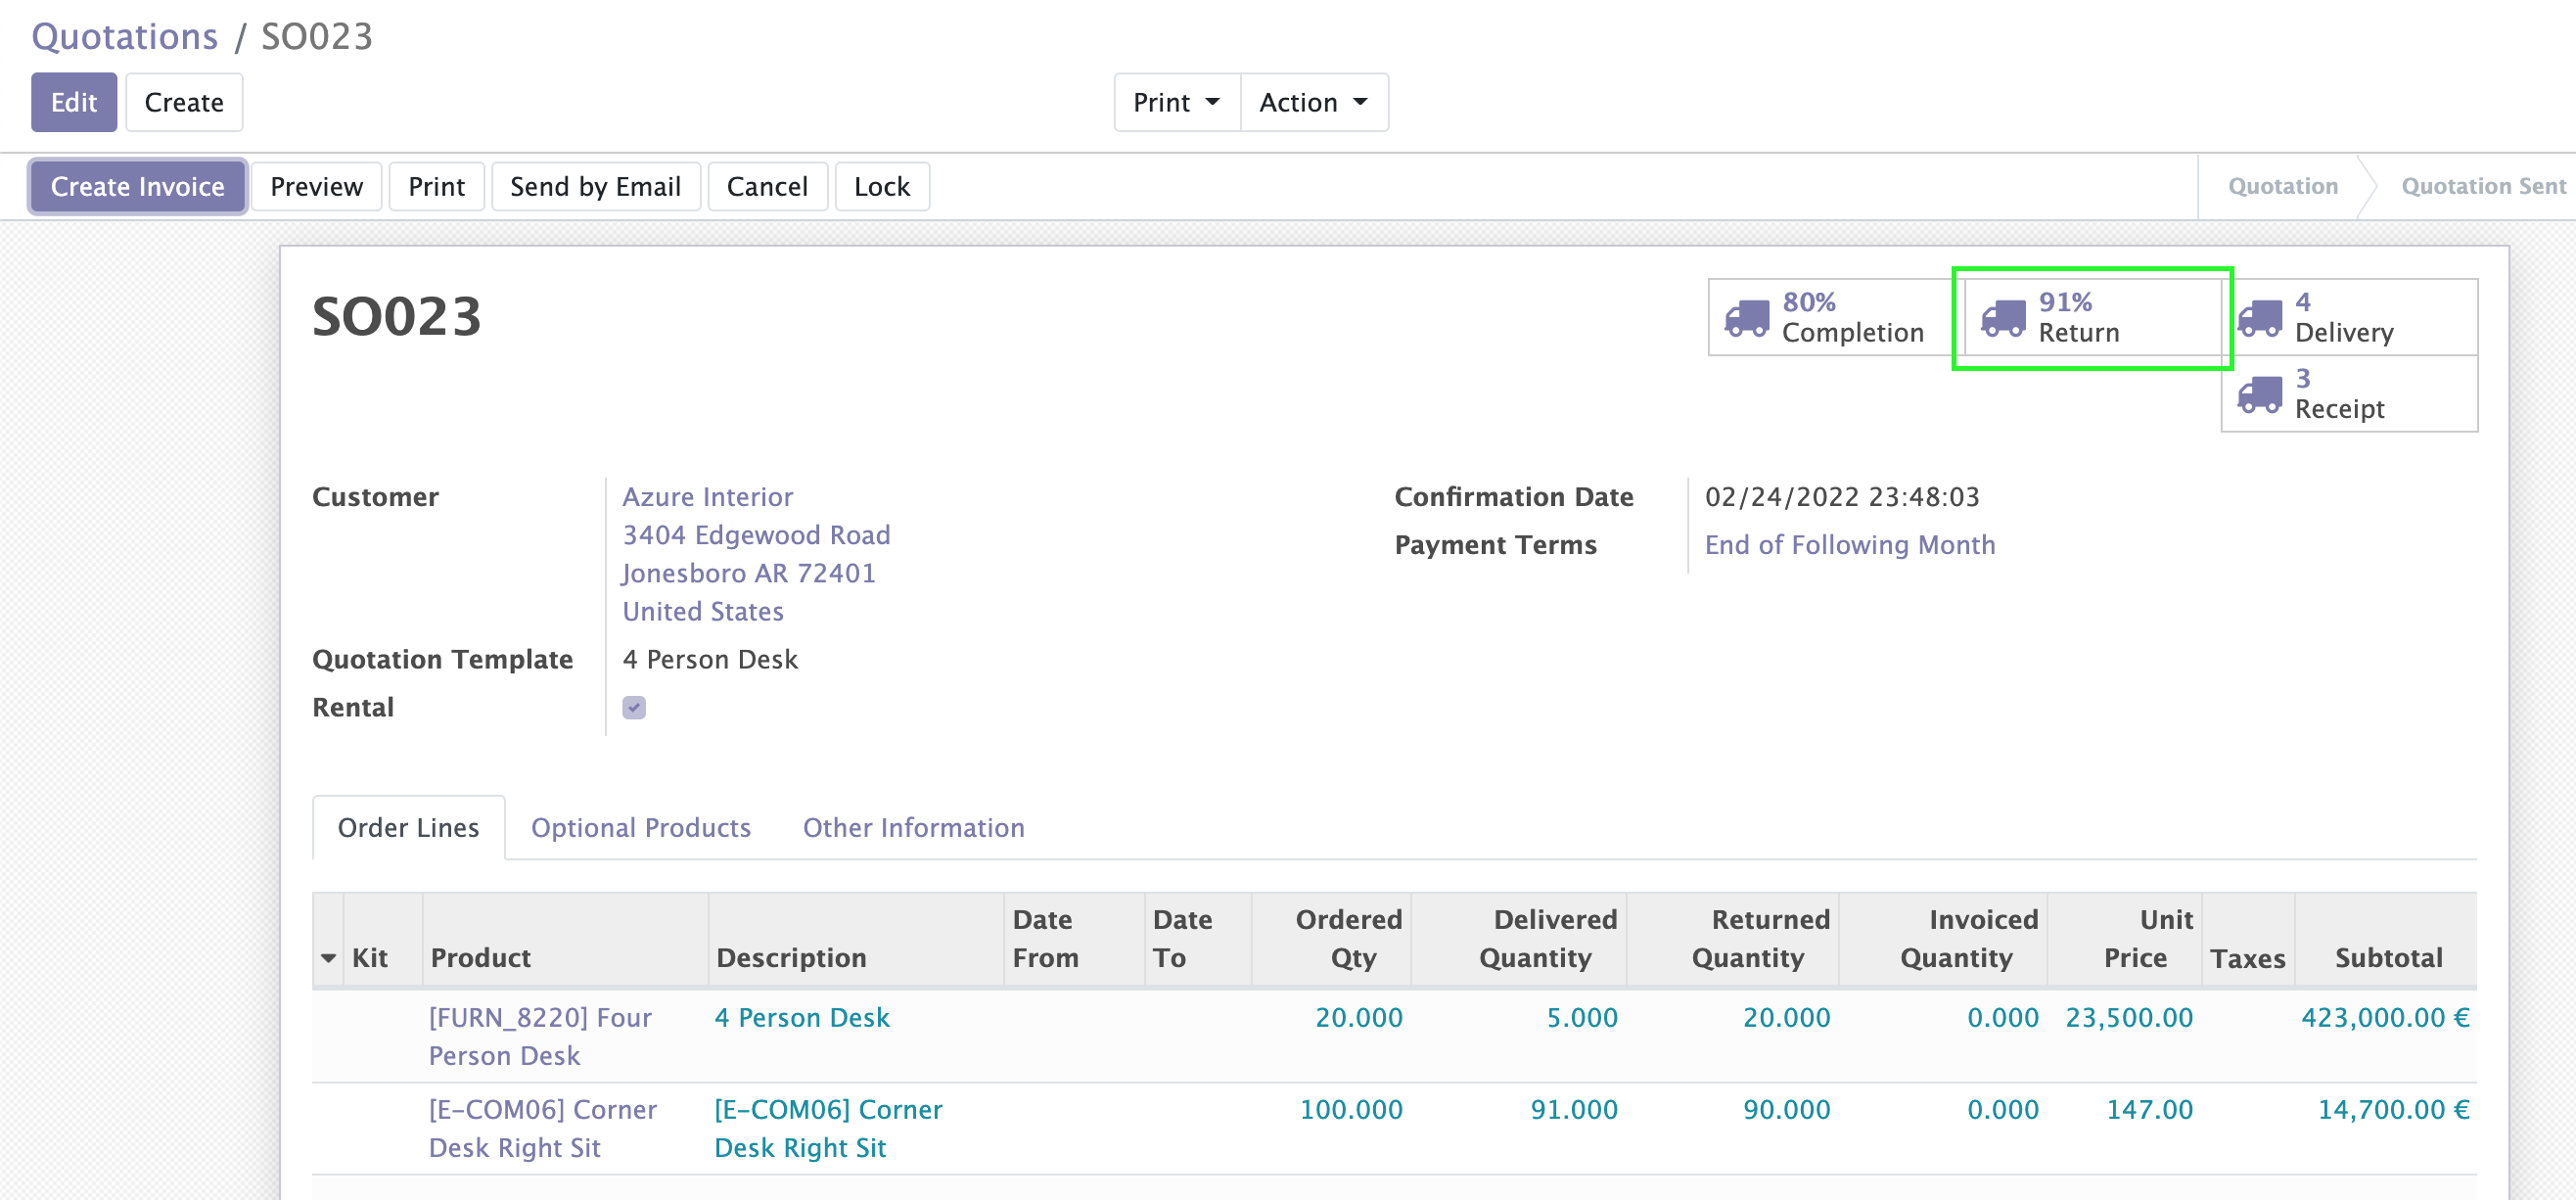 Quotations / SO023
Edit Create Print Action
Create Invoice Preview Print Send by Email Cancel Lock Quotation Quotation Sent
SO023
80% Completion
91% Return
4 Delivery
3 Receipt
Customer
Azure Interior
3404 Edgewood Road
Jonesboro AR 72401
United States
Quotation Template 4 Person Desk
Rental
Confirmation Date 02/24/2022 23:48:03
Payment Terms End of Following Month
Order Lines Optional Products Other Information
Kit Product Description Date From Date To Ordered Qty Delivered Quantity Returned Quantity Invoiced Quantity Unit Price Taxes Subtotal
[FURN_8220] Four 4 Person Desk 20.000 5.000 20.000 0.000 23,500.00 423,000.00 €
Person Desk
[E-COM06] Corner [E-COM06] Corner 100.000 91.000 90.000 0.000 147.00 14,700.00 €
Desk Right Sit Desk Right Sit